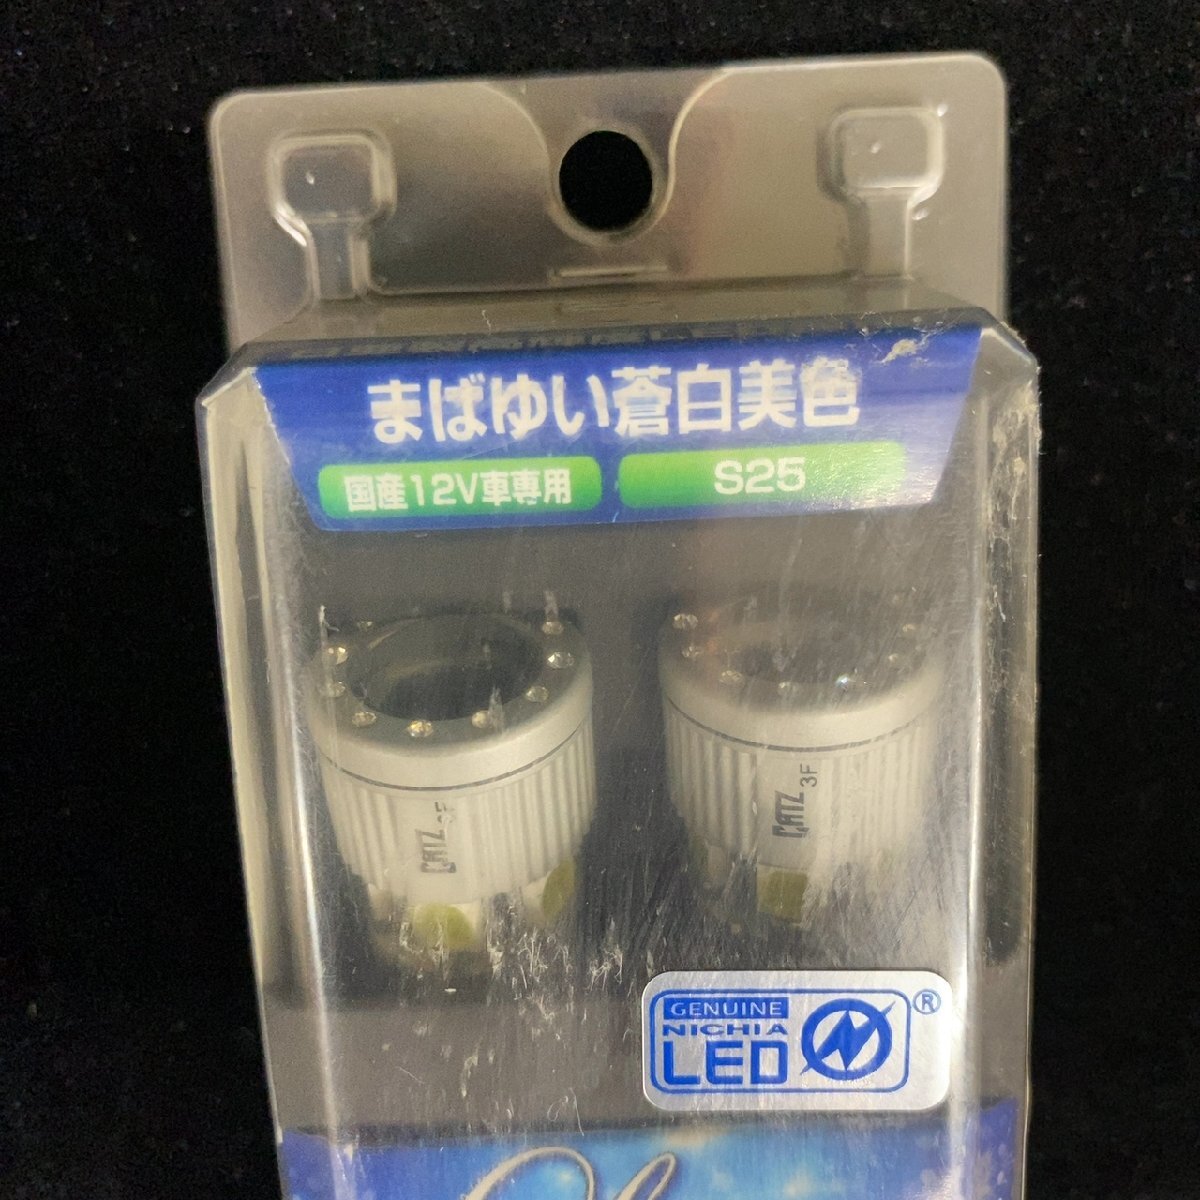 まばゆい蒼白美色
国産12V車専用
S25
CATZ 3F
CATZ 3F
GENUINE
NICHIA
LED
®